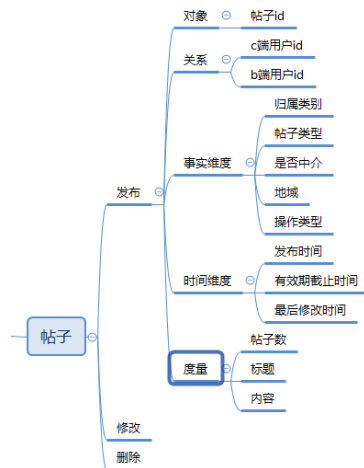 对象
帖子id
关系
c端用户id
b端用户id
归属类别
帖子类型
事实维度
是否中介
地域
操作类型
发布
发布时间
时间维度
有效期截止时间
最后修改时间
帖子
帖子数
度量
标题
内容
修改
删除